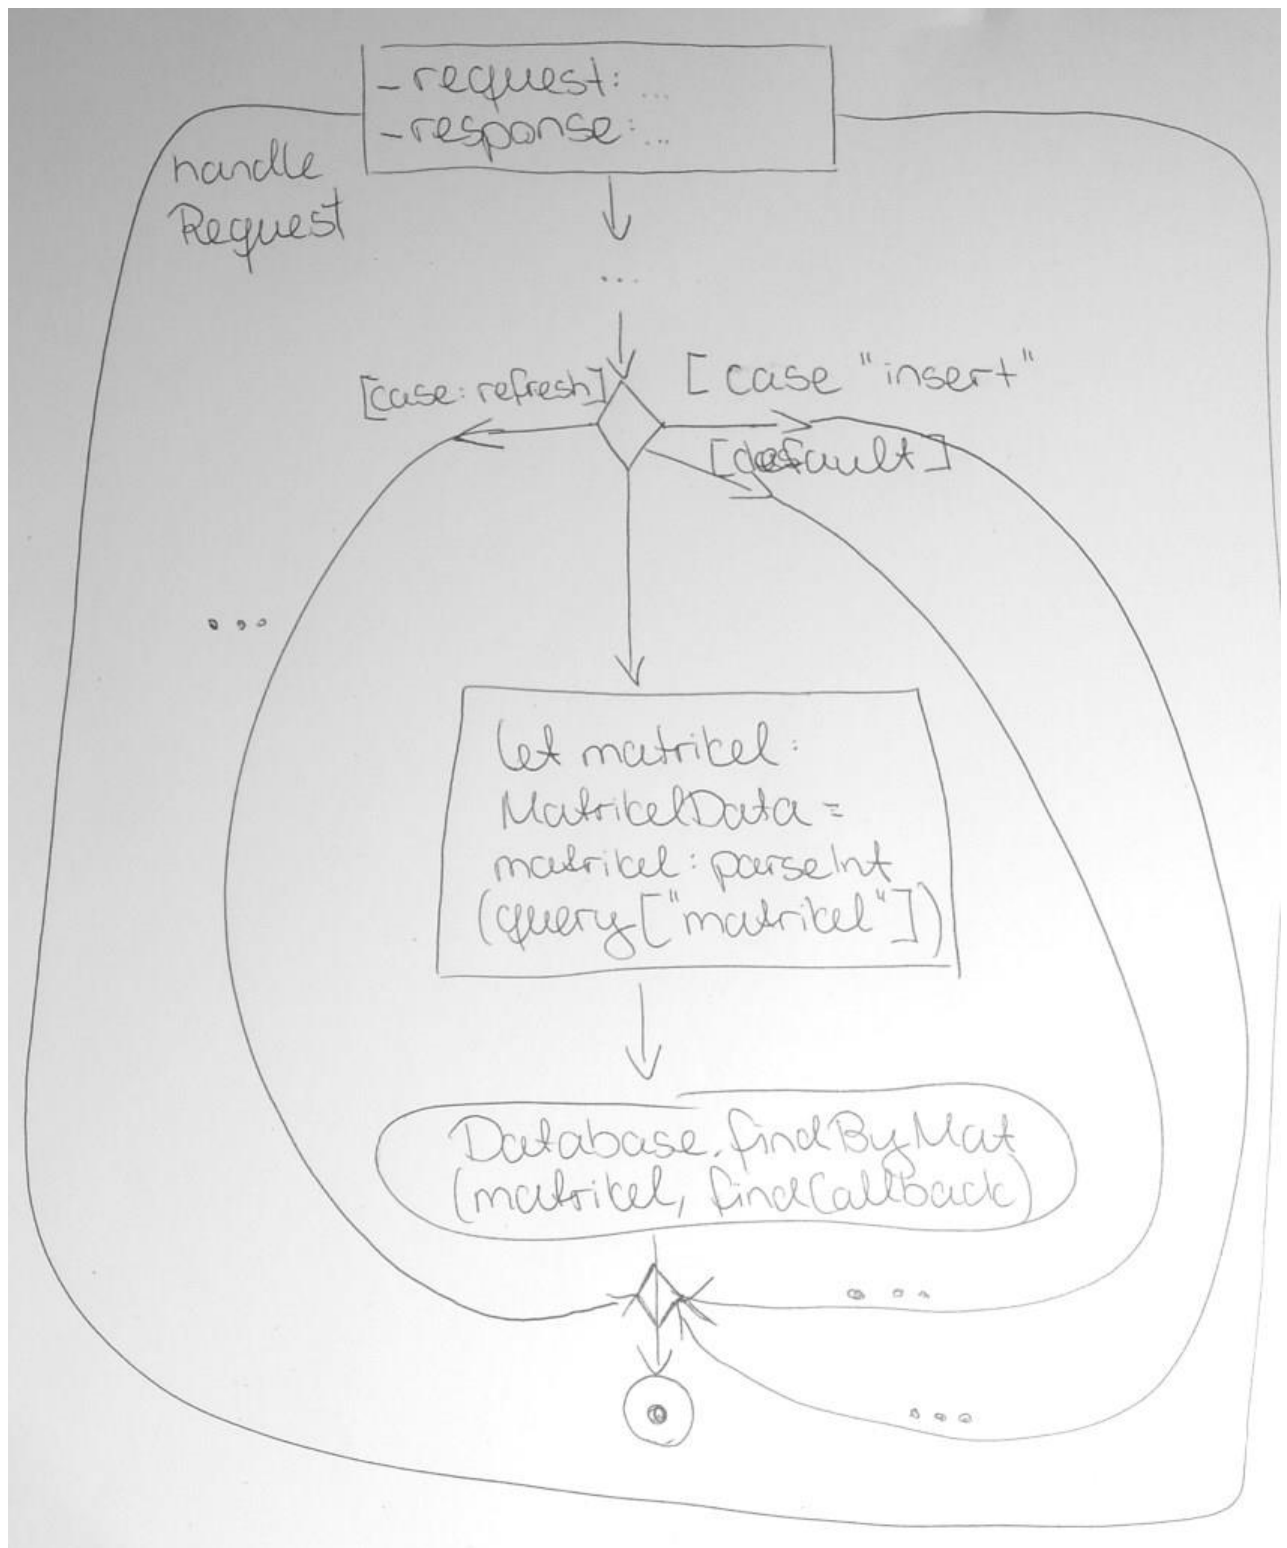 - request: ...
- response: ...
handle
Request
...
[case: refresh]
[case "insert"
[default]
...
let matrikel:
MatrikelData =
matrikel: parseInt
(query["matrikel"])
Database.findByMat
(matrikel, findCallback)
...
...